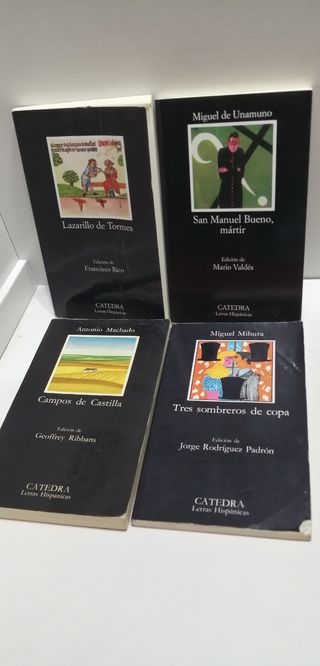 Lazarillo de Tormes
Edición de
Francisco Rico
CATEDRA
Letras Hispánicas
Miguel de Unamuno
San Manuel Bueno,
mártir
Edición de
Mario Valdés
CATEDRA
Letras Hispánicas
Antonio Machado
Campos de Castilla
Edición de
Geoffrey Ribbans
CATEDRA
Letras Hispánicas
Miguel Mihura
Tres sombreros de copa
Edición de
Jorge Rodríguez Padrón
CATEDRA
Letras Hispánicas